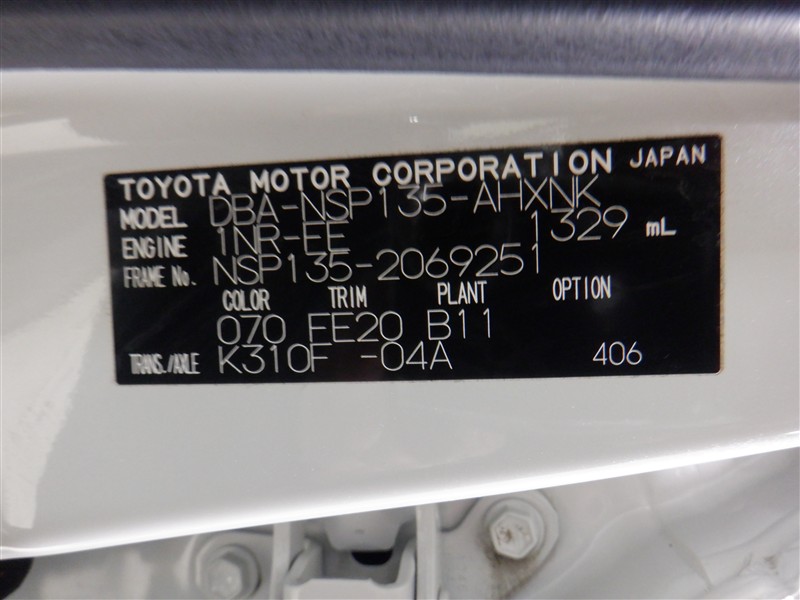 TOYOTA MOTOR CORPORATION JAPAN
MODEL DBA-NSP135-AHXNK
ENGINE 1NR-FE 1329 mL
FRAME No. NSP135-2069251
COLOR TRIM PLANT OPTION
070 FE20 B11
TRANS./AXLE K310F -04A 406